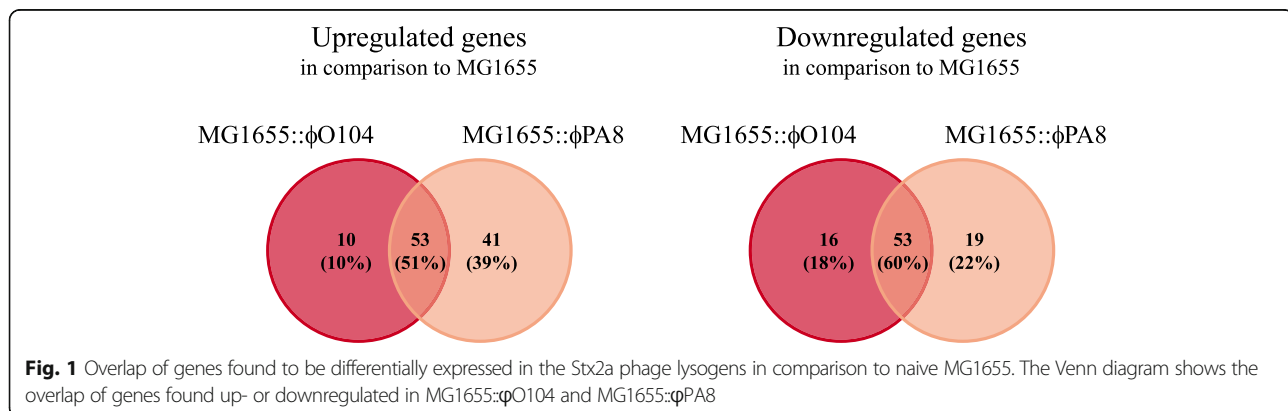 Upregulated genes
in comparison to MG1655
MG1655::ϕO104
MG1655::ϕPA8
10
(10%)
53
(51%)
41
(39%)
Downregulated genes
in comparison to MG1655
MG1655::ϕO104
MG1655::ϕPA8
16
(18%)
53
(60%)
19
(22%)
Fig. 1 Overlap of genes found to be differentially expressed in the Stx2a phage lysogens in comparison to naive MG1655. The Venn diagram shows the
overlap of genes found up- or downregulated in MG1655::φO104 and MG1655::φPA8